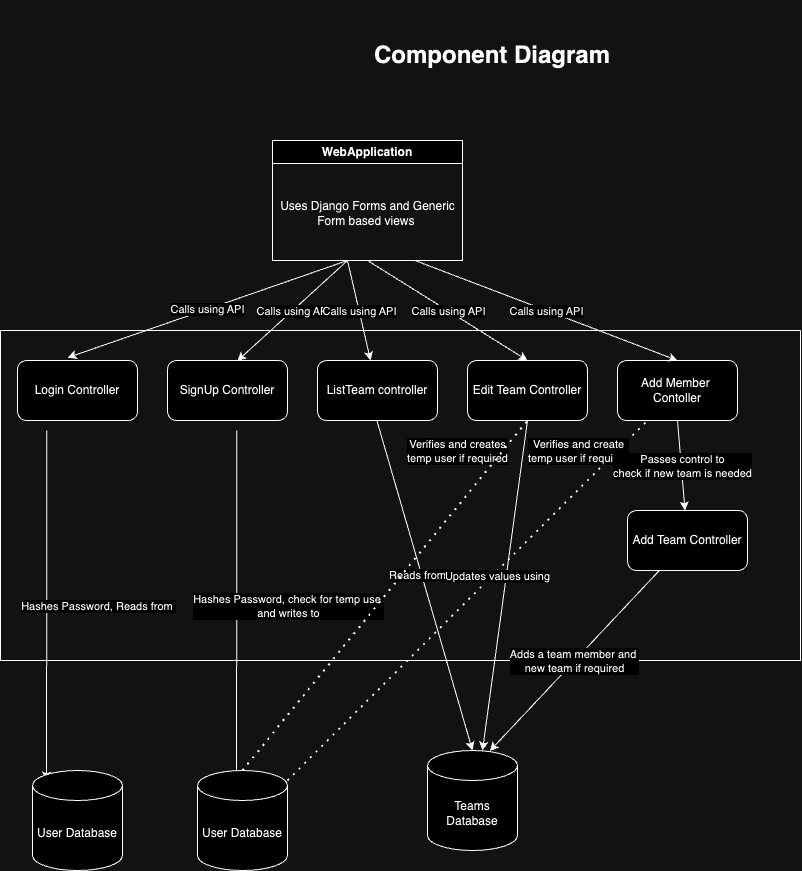 Component Diagram
WebApplication
Uses Django Forms and Generic
Form based views
Calls using API
Calls using AP
Calls using API
Calls using API
Calls using API
Login Controller
SignUp Controller
ListTeam controller
Edit Team Controller
Add Member
Contoller
Verifies and creates
temp user if required
Verifies and create
temp user if requi
Passes control to
check if new team is needed
Add Team Controller
Reads from
Updates values using
Hashes Password, Reads from
Hashes Password, check for temp use
and writes to
Adds a team member and
new team if required
User Database
User Database
Teams
Database